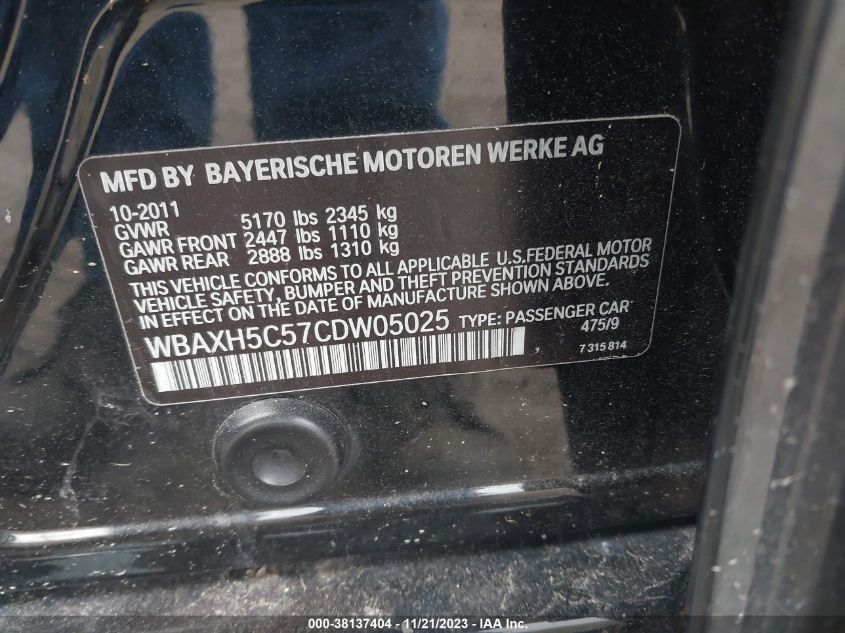 MFD BY BAYERISCHE MOTOREN WERKE AG
10-2011
GVWR 5170 lbs 2345 kg
GAWR FRONT 2447 lbs 1110 kg
GAWR REAR 2888 lbs 1310 kg
THIS VEHICLE CONFORMS TO ALL APPLICABLE U.S.FEDERAL MOTOR
VEHICLE SAFETY, BUMPER AND THEFT PREVENTION STANDARDS
IN EFFECT ON THE DATE OF MANUFACTURE SHOWN ABOVE.
WBAXH5C57CDW05025 TYPE: PASSENGER CAR
475/9
7 315 814
000-38137404 - 11/21/2023 - IAA, Inc.